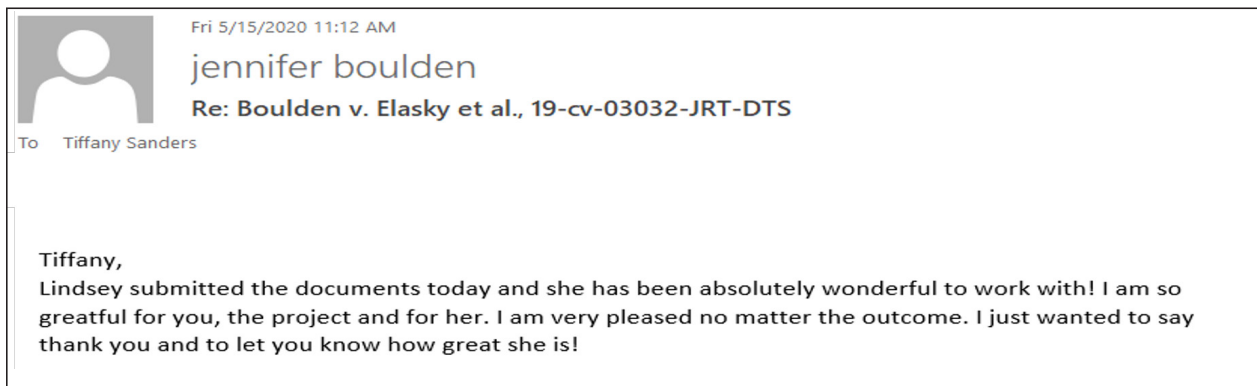 Fri 5/15/2020 11:12 AM
jennifer boulden
Re: Boulden v. Elasky et al., 19-cv-03032-JRT-DTS
To Tiffany Sanders
Tiffany,
Lindsey submitted the documents today and she has been absolutely wonderful to work with! I am so
greatful for you, the project and for her. I am very pleased no matter the outcome. I just wanted to say
thank you and to let you know how great she is!